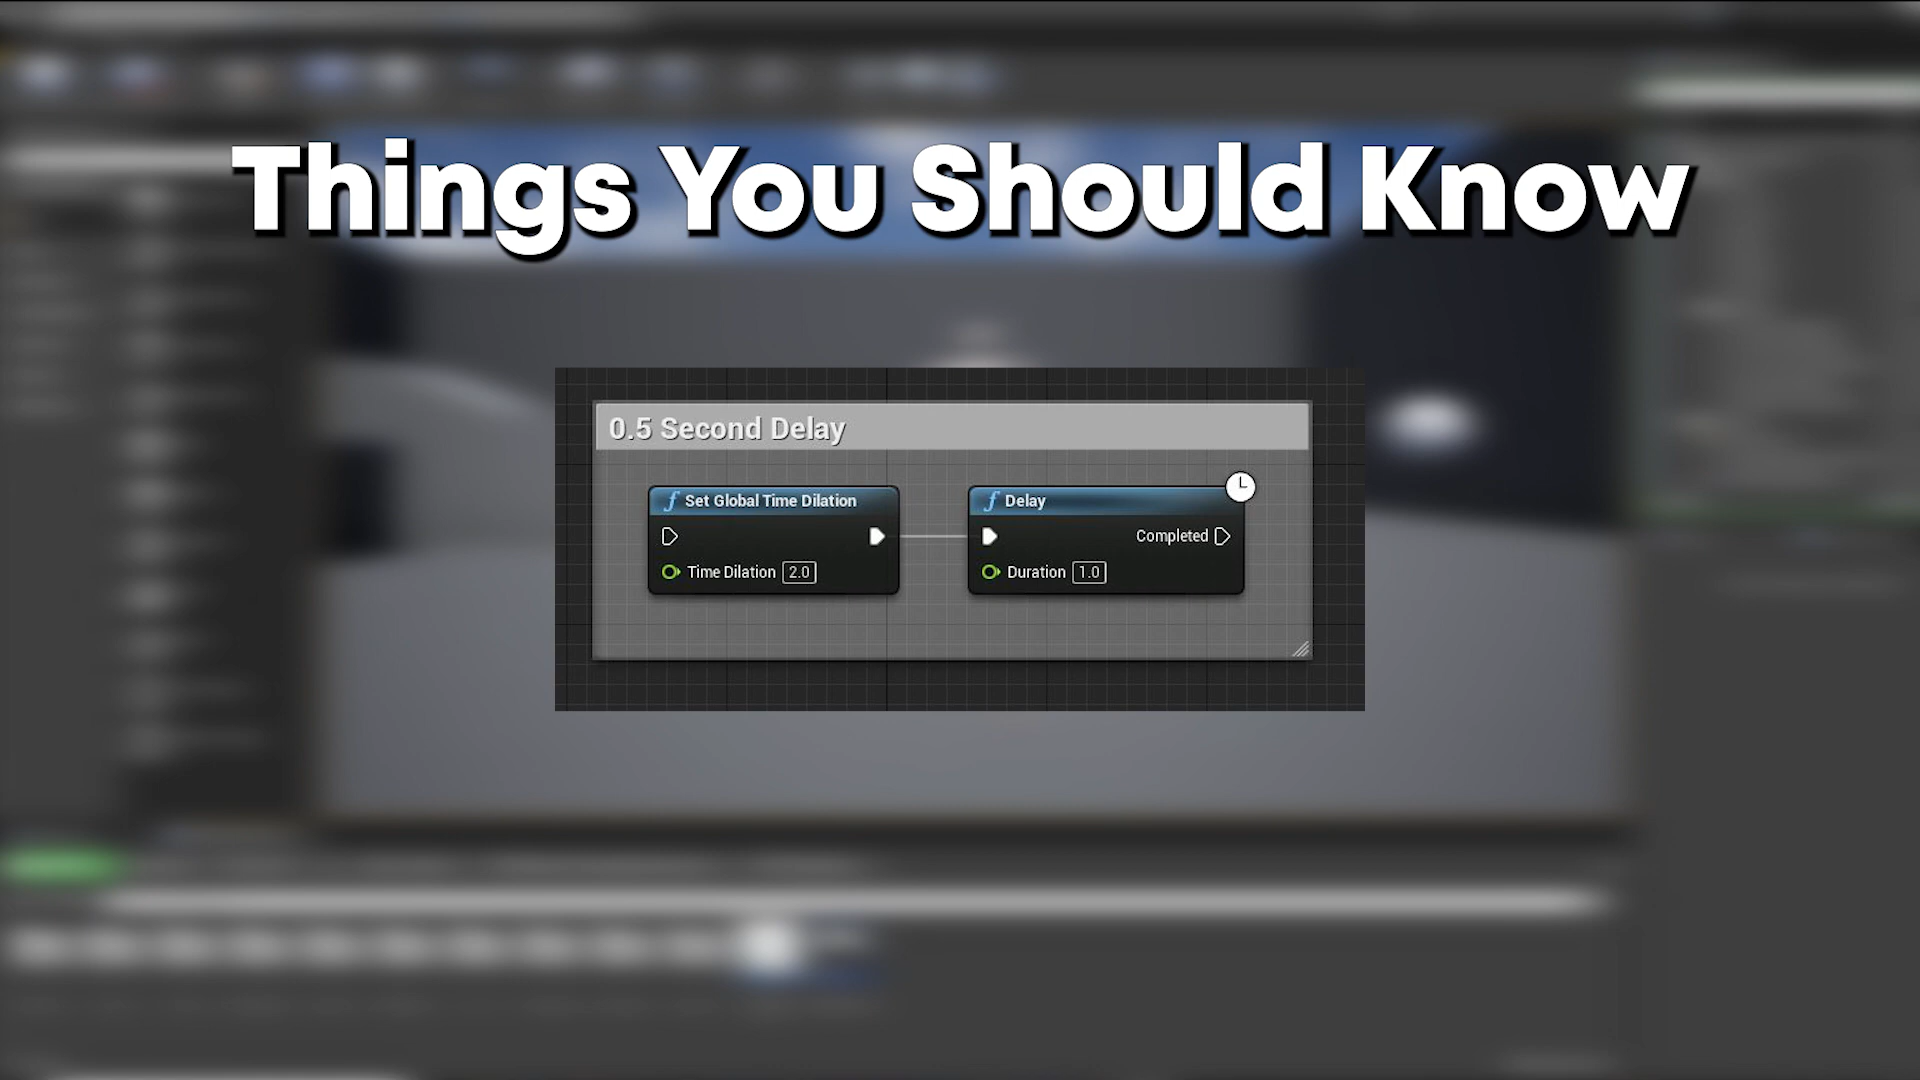 Things You Should Know
0.5 Second Delay
f Set Global Time Dilation
Time Dilation 2.0
f Delay
Completed
Duration 1.0